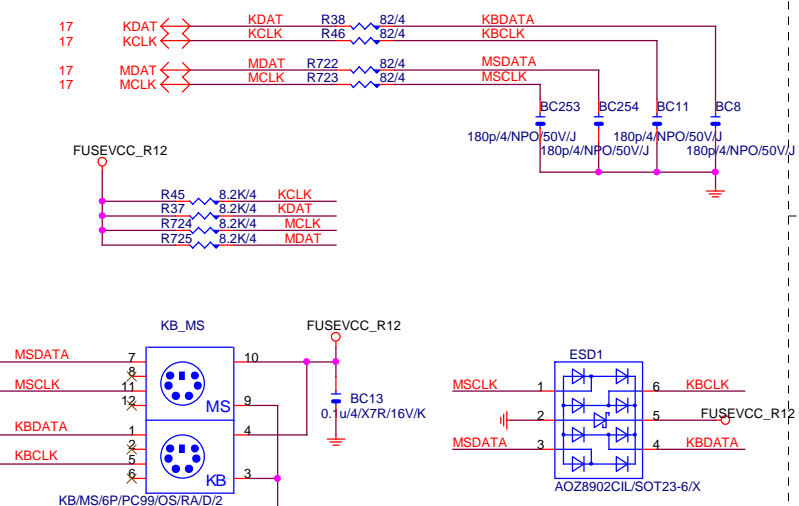 17 KDAT KDAT R38 82/4 KBDATA
17 KCLK KCLK R46 82/4 KBCLK
17 MDAT MDAT R722 82/4 MSDATA
17 MCLK MCLK R723 82/4 MSCLK
BC253 BC254 BC11 BC8
180p/4/NPO/50V/J 180p/4/NPO/50V/J
180p/4/NPO/50V/J 180p/4/NPO/50V/J
FUSEVCC_R12
R45 8.2K/4 KCLK
R37 8.2K/4 KDAT
R724 8.2K/4 MCLK
R725 8.2K/4 MDAT
KB_MS FUSEVCC_R12
MSDATA 7 10
8
MSCLK 11
12 MS 9
KBDATA 1 4
2
KBCLK 5
6 KB 3
KB/MS/6P/PC99/OS/RA/D/2
BC13
0.1u/4/X7R/16V/K
ESD1
MSCLK 1 6 KBCLK
2 5 FUSEVCC_R12
MSDATA 3 4 KBDATA
AOZ8902CIL/SOT23-6/X